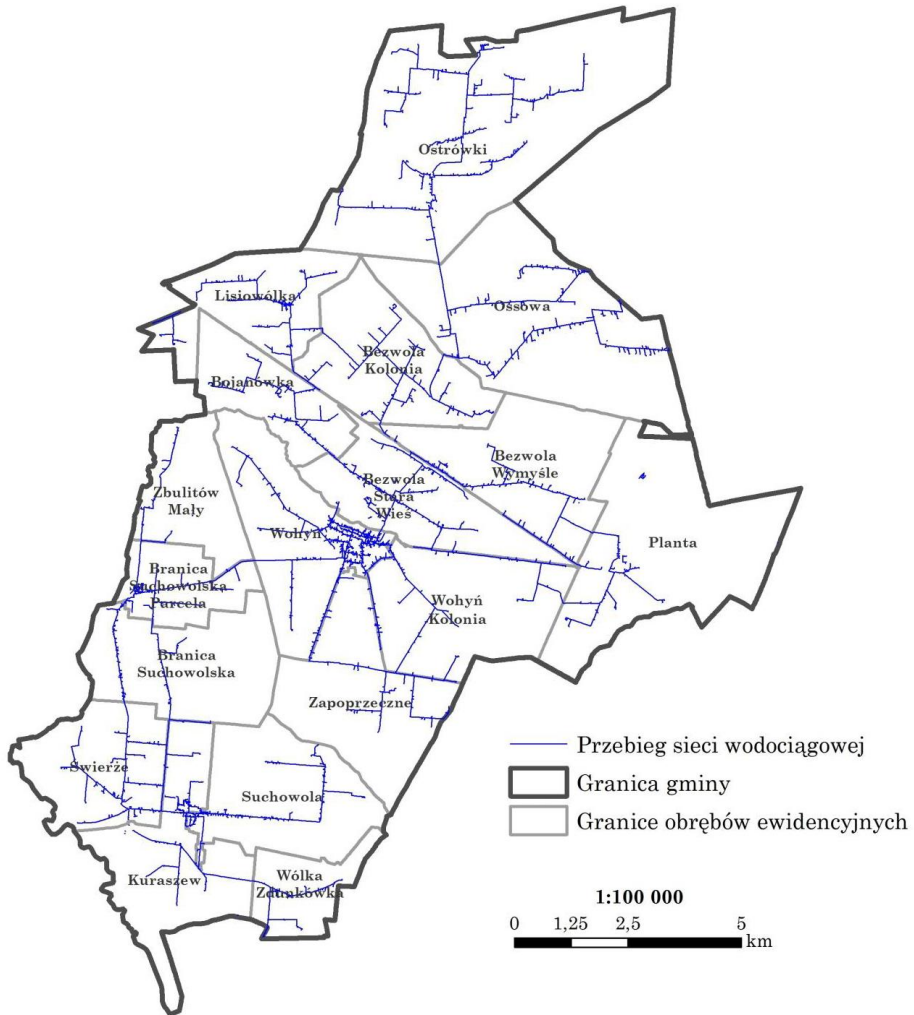 Ostrówki
Lisiowólka
Ossowa
Bezwola
Kolonia
Bojanówka
Bezwola
Wymyśle
Bezwola
Stara
Wieś
Zbulitów
Mały
Wohyń
Planta
Branica
Suchowolska
Parcela
Wohyń
Kolonia
Branica
Suchowolska
Zapoprzeczne
Świerże
Suchowola
Kuraszew
Wólka
Zdunkówka
Przebieg sieci wodociągowej
Granica gminy
Granice obrębów ewidencyjnych
1:100 000
0 1,25 2,5 5
km